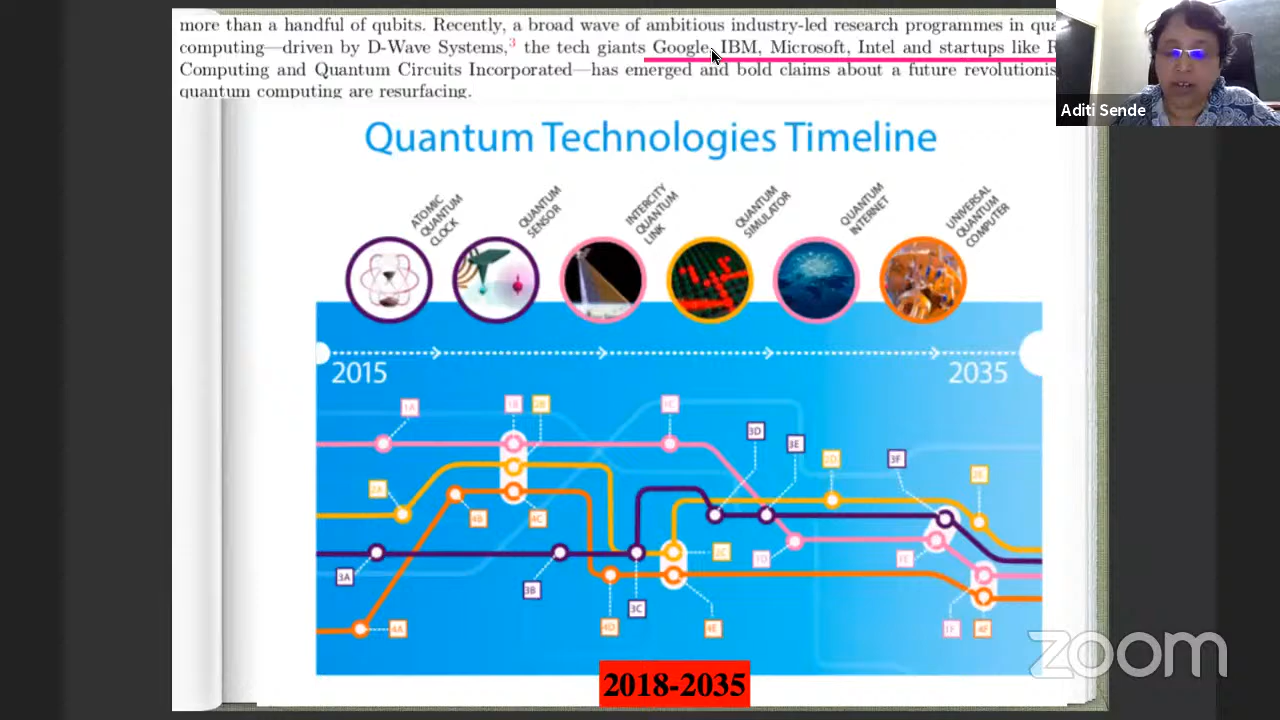 more than a handful of qubits. Recently, a broad wave of ambitious industry-led research programmes in qua
computing—driven by D-Wave Systems,³ the tech giants Google, IBM, Microsoft, Intel and startups like R
Computing and Quantum Circuits Incorporated—has emerged and bold claims about a future revolutionis
quantum computing are resurfacing.
Aditi Sende
Quantum Technologies Timeline
ATOMIC
QUANTUM
CLOCK
QUANTUM
SENSOR
INTERCITY
QUANTUM
LINK
QUANTUM
SIMULATOR
QUANTUM
INTERNET
UNIVERSAL
QUANTUM
COMPUTER
2015
2035
1A
1B
2B
1C
3D
3E
2D
3F
2E
2A
4B
4C
2C
1D
1E
3A
3B
3C
4A
4D
4E
1F
4F
zoom
2018-2035